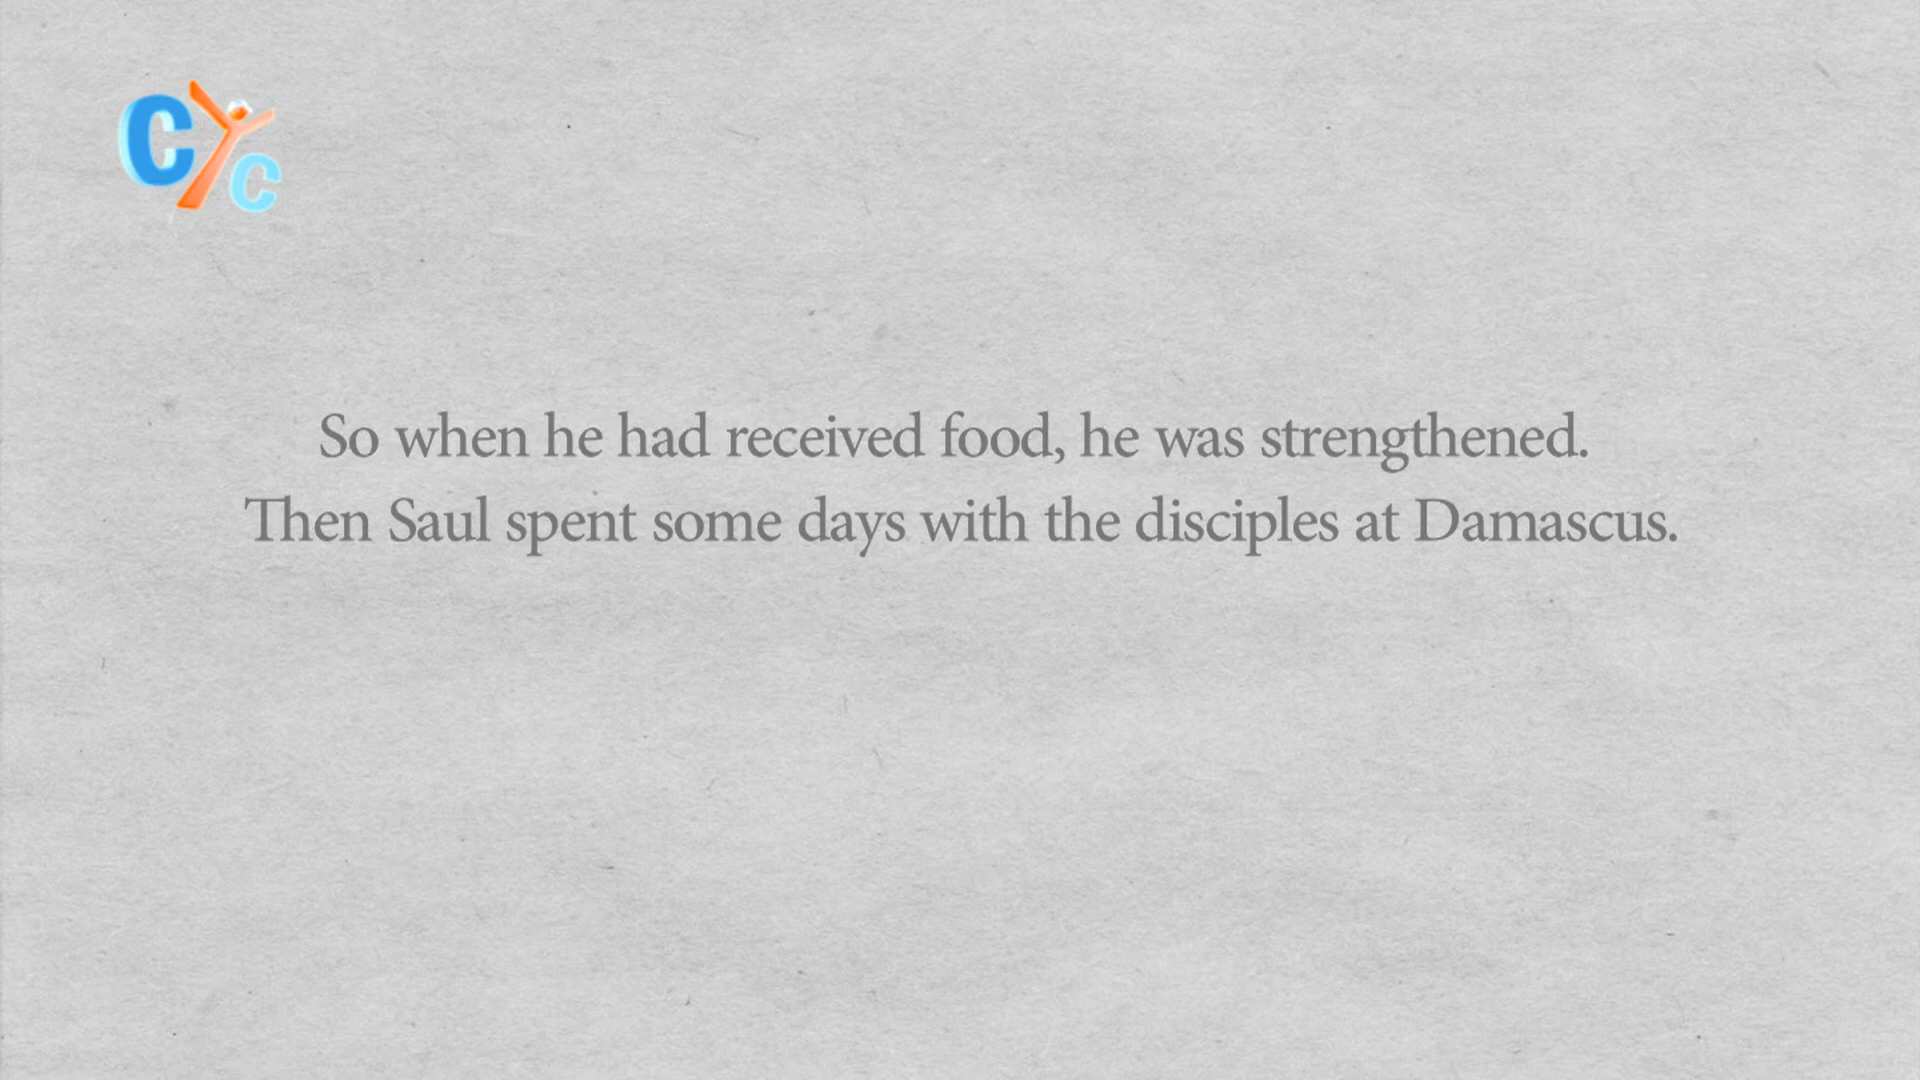 CYC
So when he had received food, he was strengthened.
Then Saul spent some days with the disciples at Damascus.